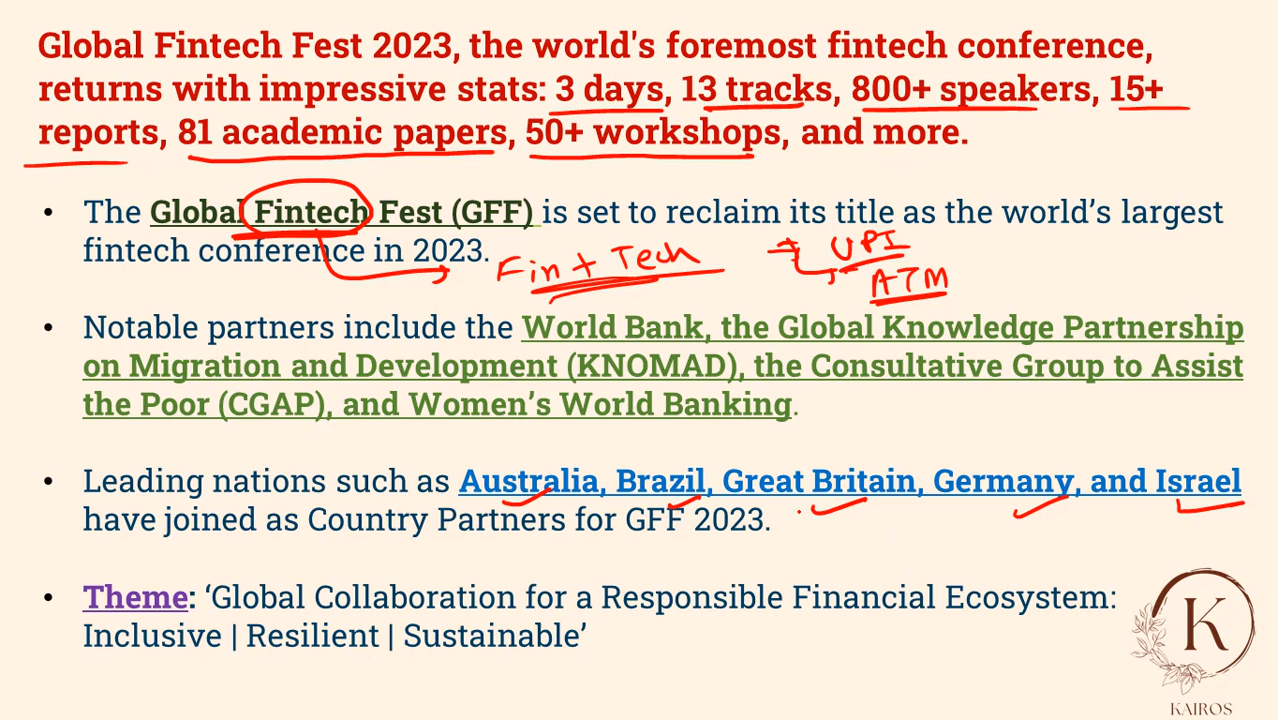 Global Fintech Fest 2023, the world's foremost fintech conference,
returns with impressive stats: 3 days, 13 tracks, 800+ speakers, 15+
reports, 81 academic papers, 50+ workshops, and more.
• The Global Fintech Fest (GFF) is set to reclaim its title as the world's largest
fintech conference in 2023.
Fin + Tech → UPI
ATM
• Notable partners include the World Bank, the Global Knowledge Partnership
on Migration and Development (KNOMAD), the Consultative Group to Assist
the Poor (CGAP), and Women's World Banking.
• Leading nations such as Australia, Brazil, Great Britain, Germany, and Israel
have joined as Country Partners for GFF 2023.
• Theme: 'Global Collaboration for a Responsible Financial Ecosystem:
Inclusive | Resilient | Sustainable'
K
KAIROS